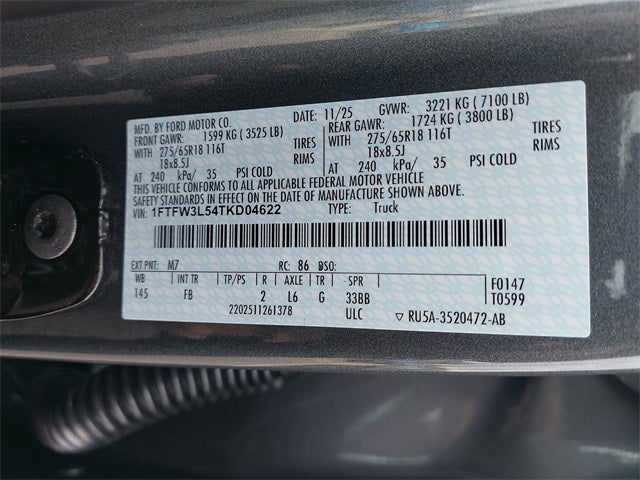 MFD. BY FORD MOTOR CO.
DATE: 11/25 GVWR: 3221 KG ( 7100 LB)
FRONT GAWR: 1599 KG ( 3525 LB)
REAR GAWR: 1724 KG ( 3800 LB)
WITH 275/65R18 116T TIRES
18x8.5J RIMS
WITH 275/65R18 116T TIRES
18x8.5J RIMS
AT 240 kPa/ 35 PSI COLD
AT 240 kPa/ 35 PSI COLD
THIS VEHICLE CONFORMS TO ALL APPLICABLE FEDERAL MOTOR VEHICLE
SAFETY STANDARDS IN EFFECT ON THE DATE OF MANUFACTURE SHOWN ABOVE.
VIN: 1FTFW3L54TKD04622 TYPE: Truck
EXT PNT: M7 RC: 86 DSO:
WB INT TR TP/PS R AXLE TR SPR
145 FB 2 L6 G 33BB
F0147
T0599
2202511261378 ULC
▽ RU5A-3520472-AB